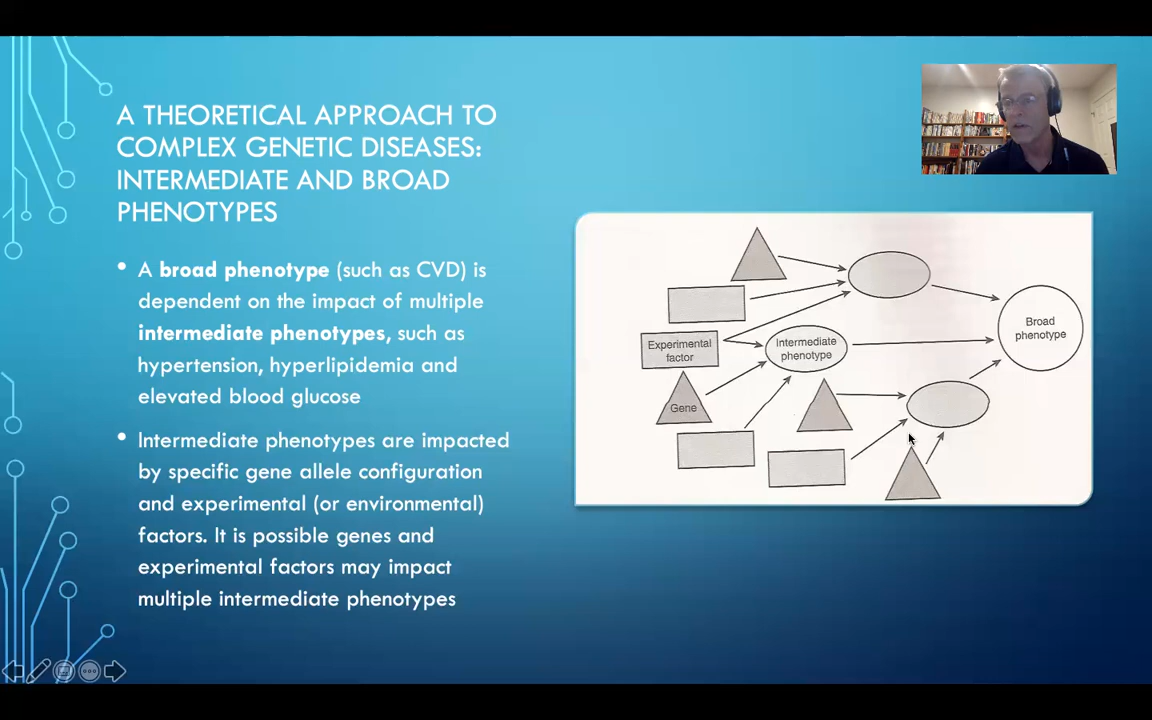 A THEORETICAL APPROACH TO
COMPLEX GENETIC DISEASES:
INTERMEDIATE AND BROAD
PHENOTYPES
• A broad phenotype (such as CVD) is
dependent on the impact of multiple
intermediate phenotypes, such as
hypertension, hyperlipidemia and
elevated blood glucose
• Intermediate phenotypes are impacted
by specific gene allele configuration
and experimental (or environmental)
factors. It is possible genes and
experimental factors may impact
multiple intermediate phenotypes
Experimental
factor
Intermediate
phenotype
Broad
phenotype
Gene